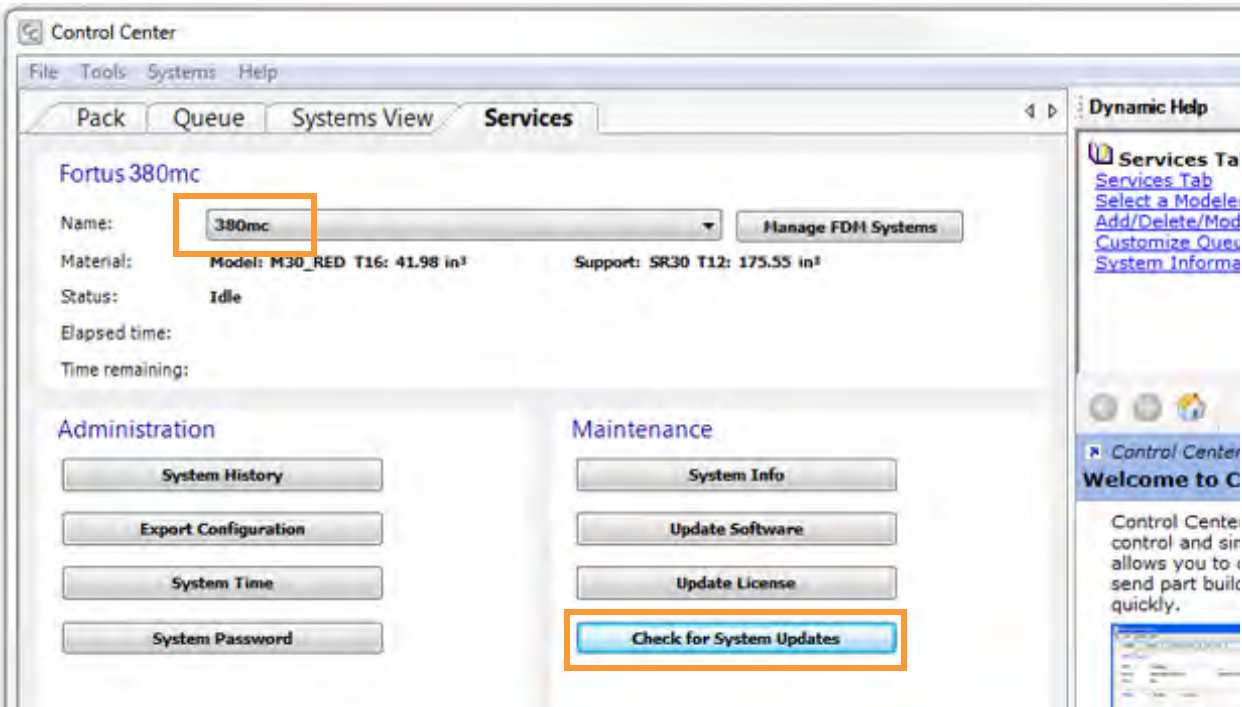 Control Center
File Tools Systems Help
Pack Queue Systems View Services
Fortus 380mc
Name: 380mc Manage FDM Systems
Material: Model: M30_RED T16: 41.98 in³ Support: SR30 T12: 175.55 in³
Status: Idle
Elapsed time:
Time remaining:
Administration
System History
Export Configuration
System Time
System Password
Maintenance
System Info
Update Software
Update License
Check for System Updates
Dynamic Help
Services Ta
Services Tab
Select a Modele
Add/Delete/Mod
Customize Queu
System Informa
Control Center
Welcome to C
Control Center
control and sim
allows you to
send part build
quickly.